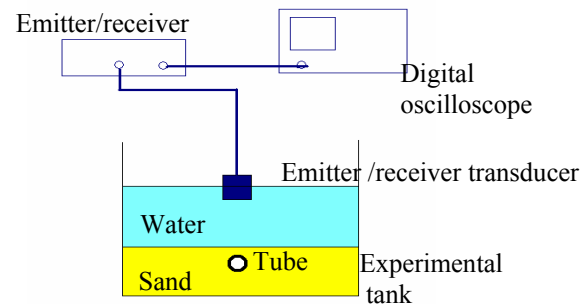 Emitter/receiver
Digital
oscilloscope
Emitter /receiver transducer
Water
Tube
Sand
Experimental
tank